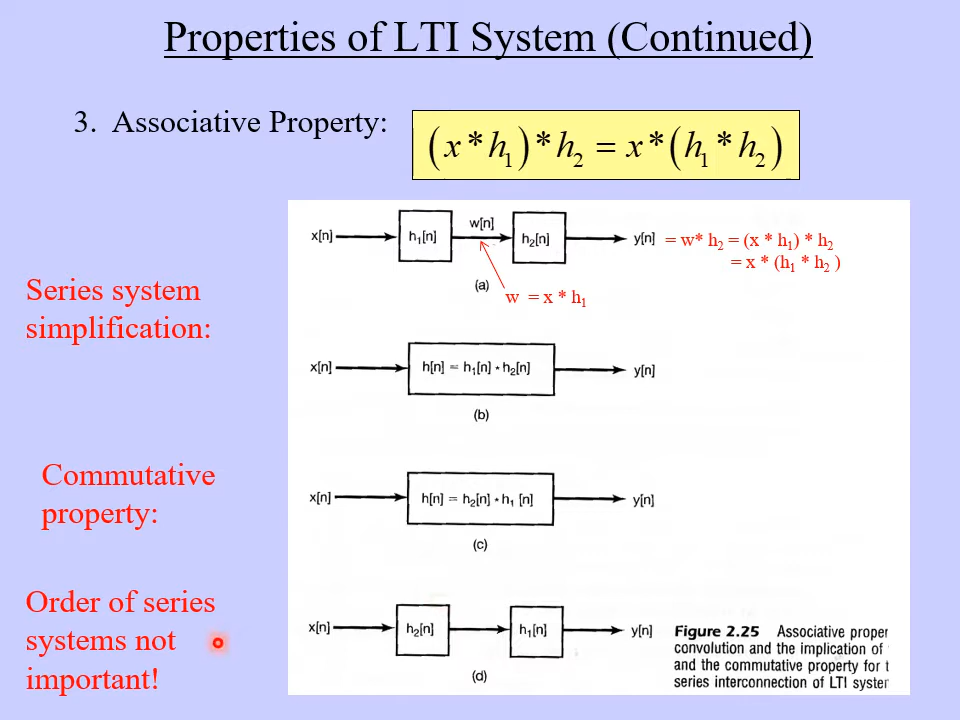 Properties of LTI System (Continued)
3. Associative Property:
(x * h₁) * h₂ = x * (h₁ * h₂)
x[n]
h₁[n]
w[n]
h₂[n]
y[n]
= w* h₂ = (x * h₁) * h₂
= x * (h₁ * h₂ )
(a)
w = x * h₁
Series system
simplification:
x[n]
h[n] = h₁[n] * h₂[n]
y[n]
(b)
Commutative
property:
x[n]
h[n] = h₂[n] * h₁ [n]
y[n]
(c)
Order of series
systems not
important!
x[n]
h₂[n]
h₁[n]
y[n]
(d)
Figure 2.25 Associative proper
convolution and the implication of
and the commutative property for t
series interconnection of LTI syster